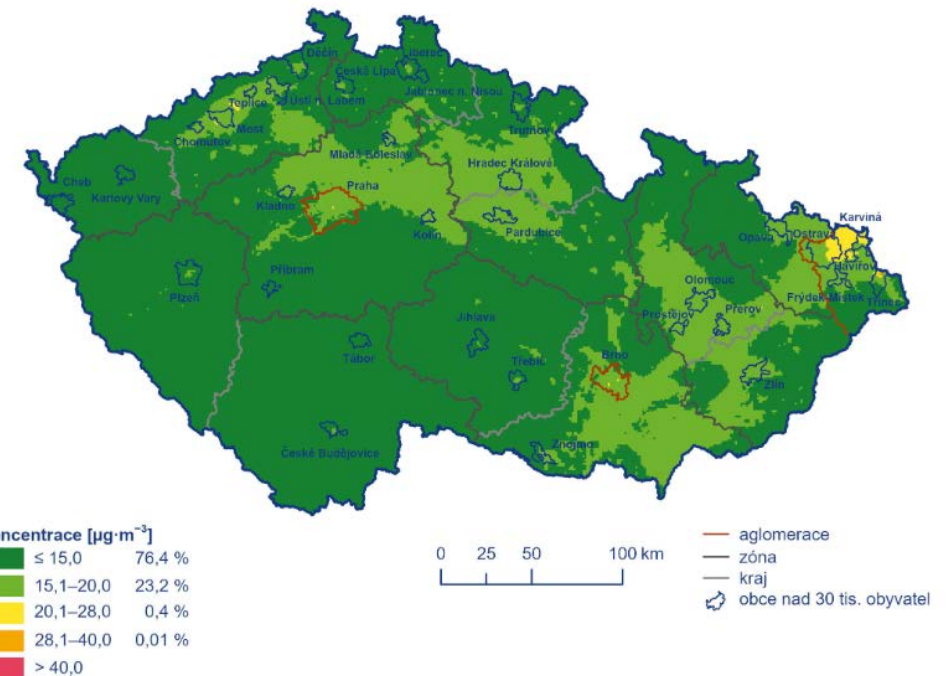 Děčín
Liberec
Česká Lípa
Jablonec n. Nisou
Teplice
Ústí n. Labem
Most
Chomutov
Trutnov
Mladá Boleslav
Hradec Králové
Cheb
Karlovy Vary
Praha
Kladno
Kolín
Pardubice
Karviná
Opava
Ostrava
Havířov
Příbram
Plzeň
Olomouc
Frýdek-Místek
Třinec
Prostějov
Přerov
Jihlava
Tábor
Třebíč
Brno
Zlín
Znojmo
České Budějovice
ncentrace [µg·m⁻³]
≤ 15,0 76,4 %
15,1–20,0 23,2 %
20,1–28,0 0,4 %
28,1–40,0 0,01 %
> 40,0
0 25 50 100 km
aglomerace
zóna
kraj
obce nad 30 tis. obyvatel